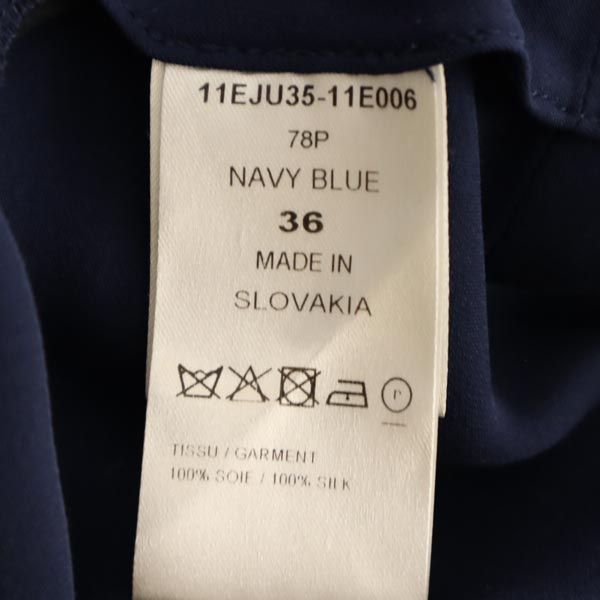 11EJU35-11E006
78P
NAVY BLUE
36
MADE IN
SLOVAKIA
P
TISSU / GARMENT
100% SOIE / 100% SILK